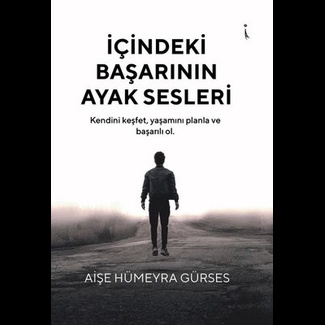 İÇİNDEKİ
BAŞARININ
AYAK SESLERİ
Kendini keşfet, yaşamını planla ve
başarılı ol.
AİŞE HÜMEYRA GÜRSES